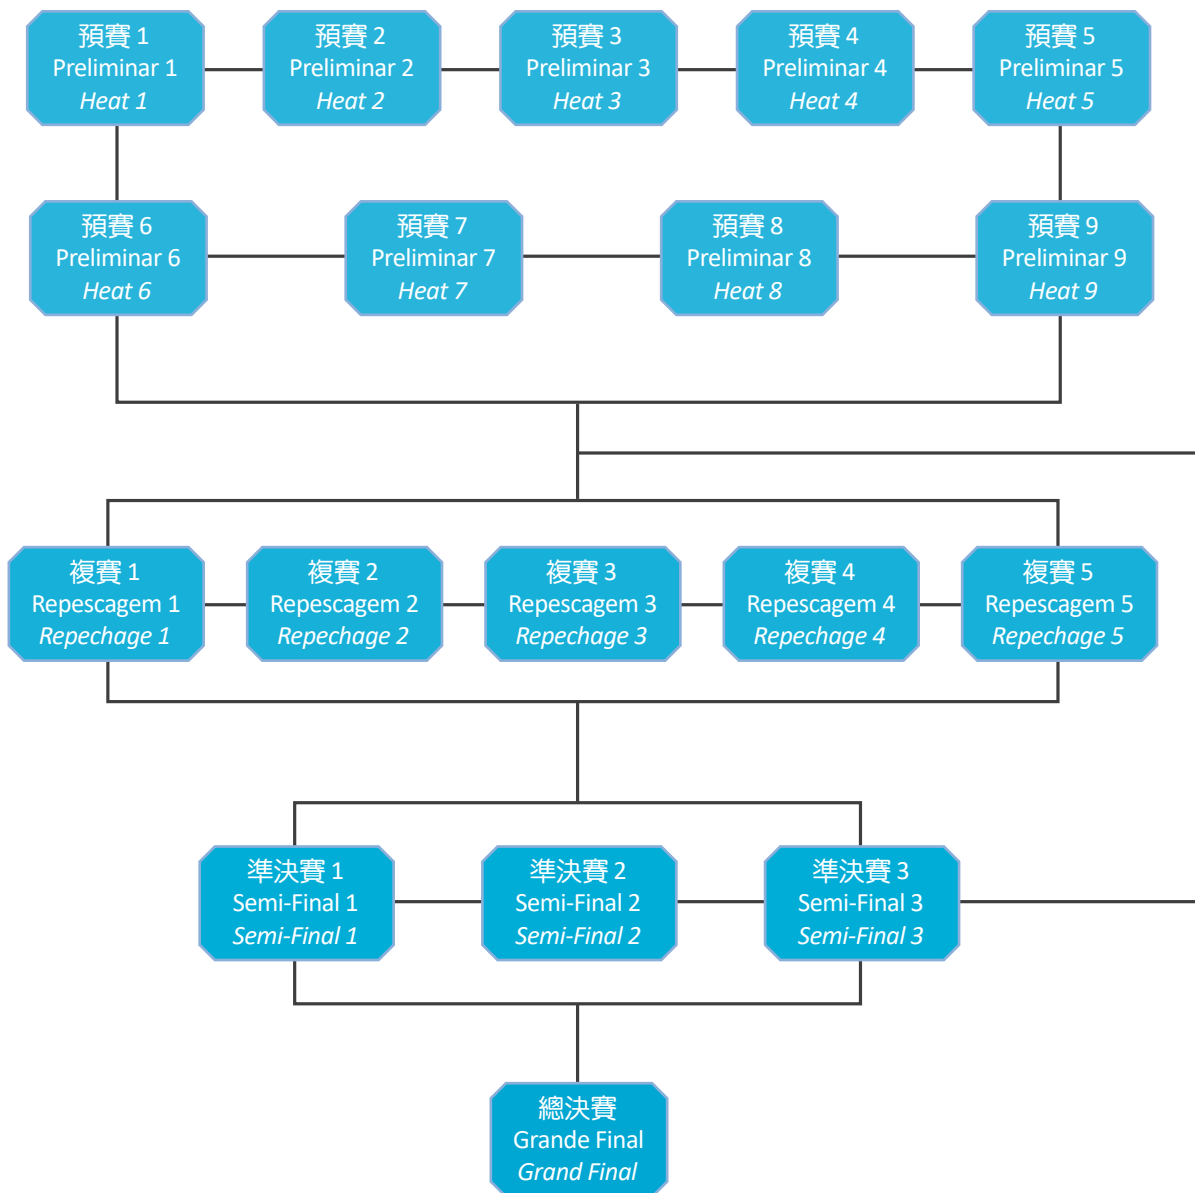 預賽 1
Preliminar 1
Heat 1
預賽 2
Preliminar 2
Heat 2
預賽 3
Preliminar 3
Heat 3
預賽 4
Preliminar 4
Heat 4
預賽 5
Preliminar 5
Heat 5
預賽 6
Preliminar 6
Heat 6
預賽 7
Preliminar 7
Heat 7
預賽 8
Preliminar 8
Heat 8
預賽 9
Preliminar 9
Heat 9
複賽 1
Repescagem 1
Repechage 1
複賽 2
Repescagem 2
Repechage 2
複賽 3
Repescagem 3
Repechage 3
複賽 4
Repescagem 4
Repechage 4
複賽 5
Repescagem 5
Repechage 5
準決賽 1
Semi-Final 1
Semi-Final 1
準決賽 2
Semi-Final 2
Semi-Final 2
準決賽 3
Semi-Final 3
Semi-Final 3
總決賽
Grande Final
Grand Final